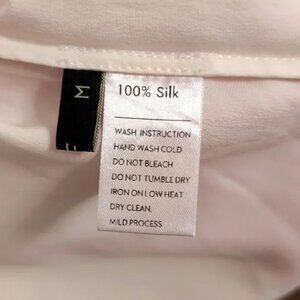 M
100% Silk
WASH INSTRUCTION
HAND WASH COLD
DO NOT BLEACH
DO NOT TUMBLE DRY
IRON ON LOW HEAT
DRY CLEAN,
MILD PROCESS